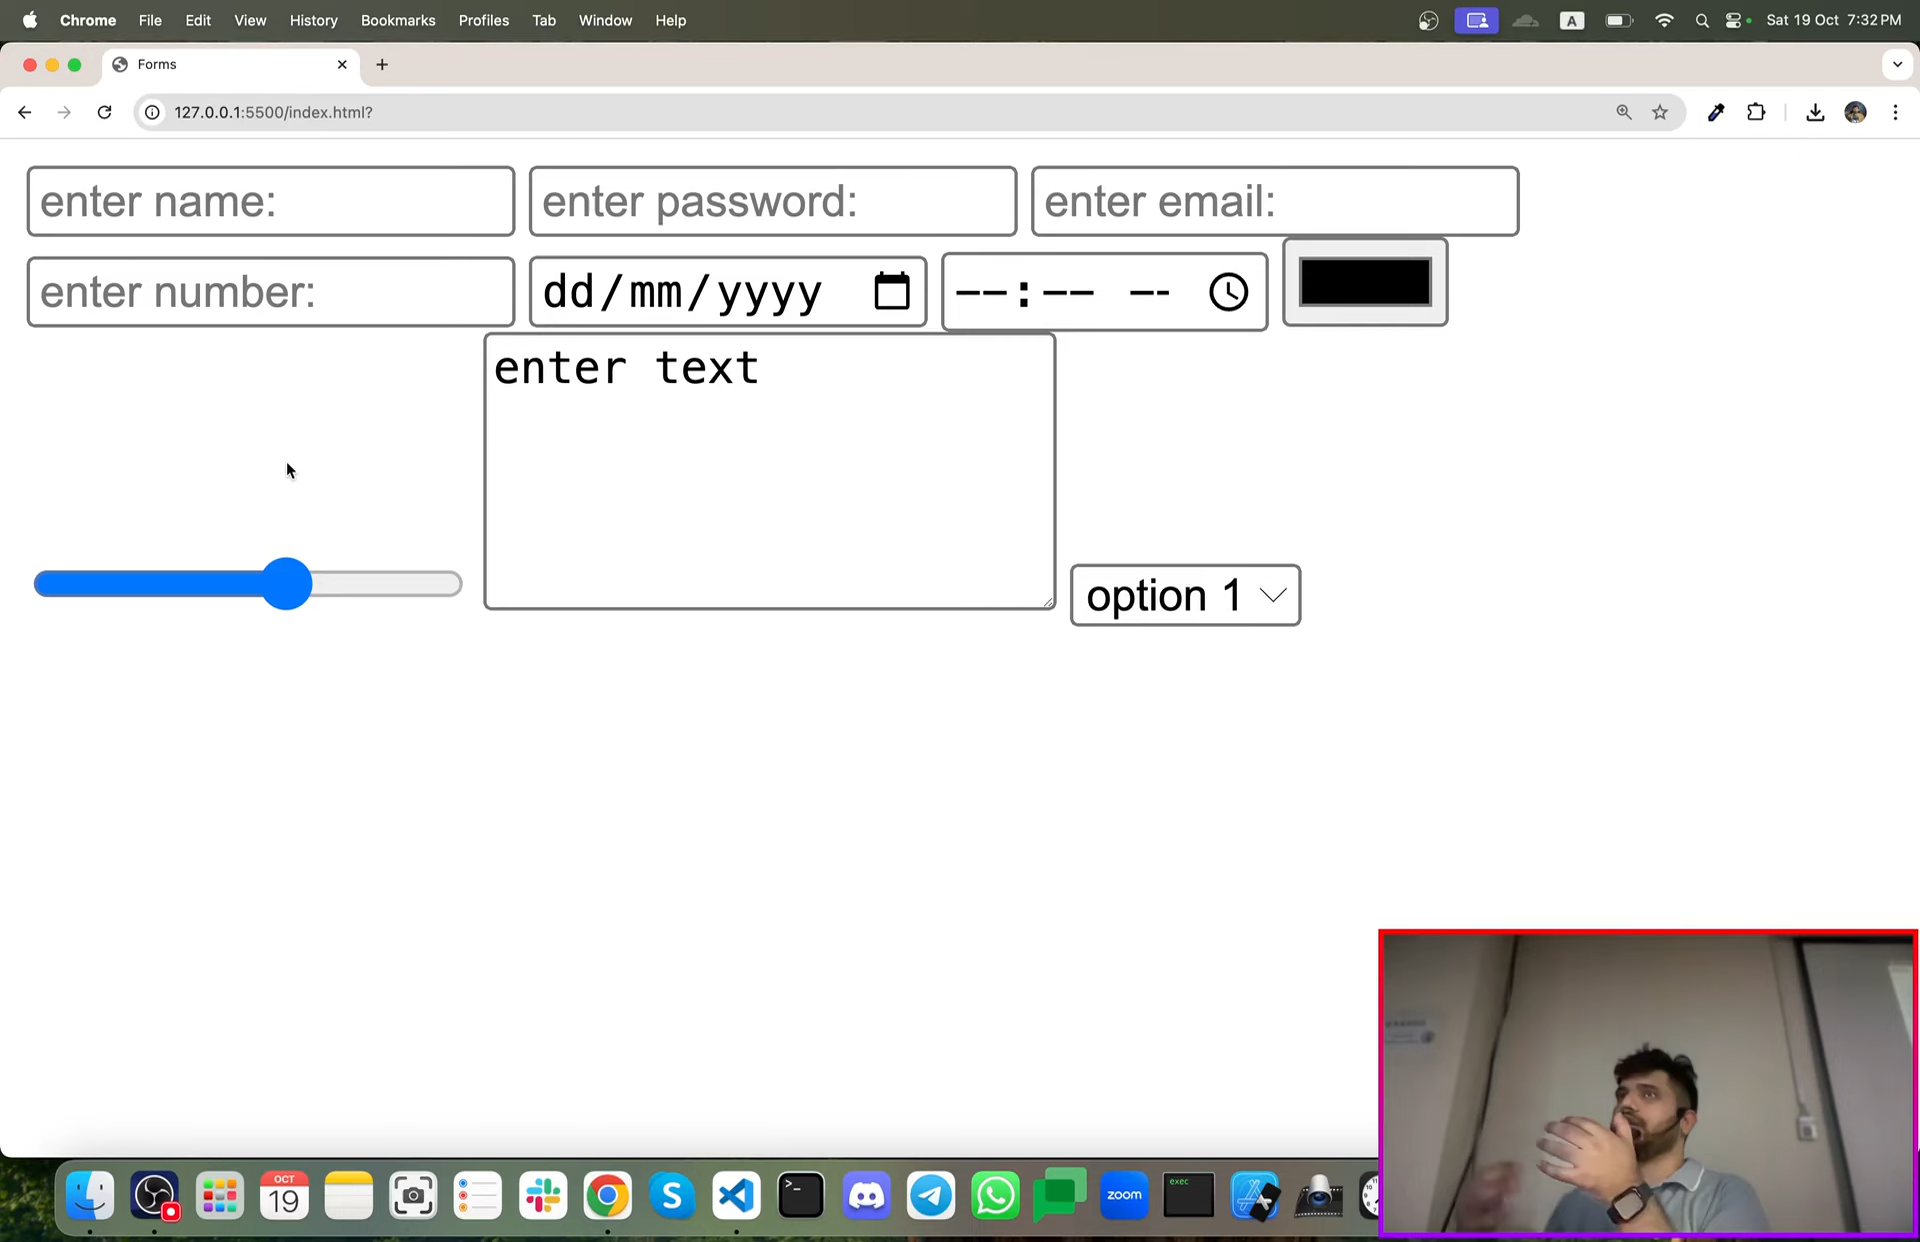 Chrome File Edit View History Bookmarks Profiles Tab Window Help A Sat 19 Oct 7:32 PM
Forms
127.0.0.1:5500/index.html?
enter name: enter password: enter email:
enter number: dd/mm/yyyy --:-- --
enter text
option 1
OCT
19
S
zoom
exec